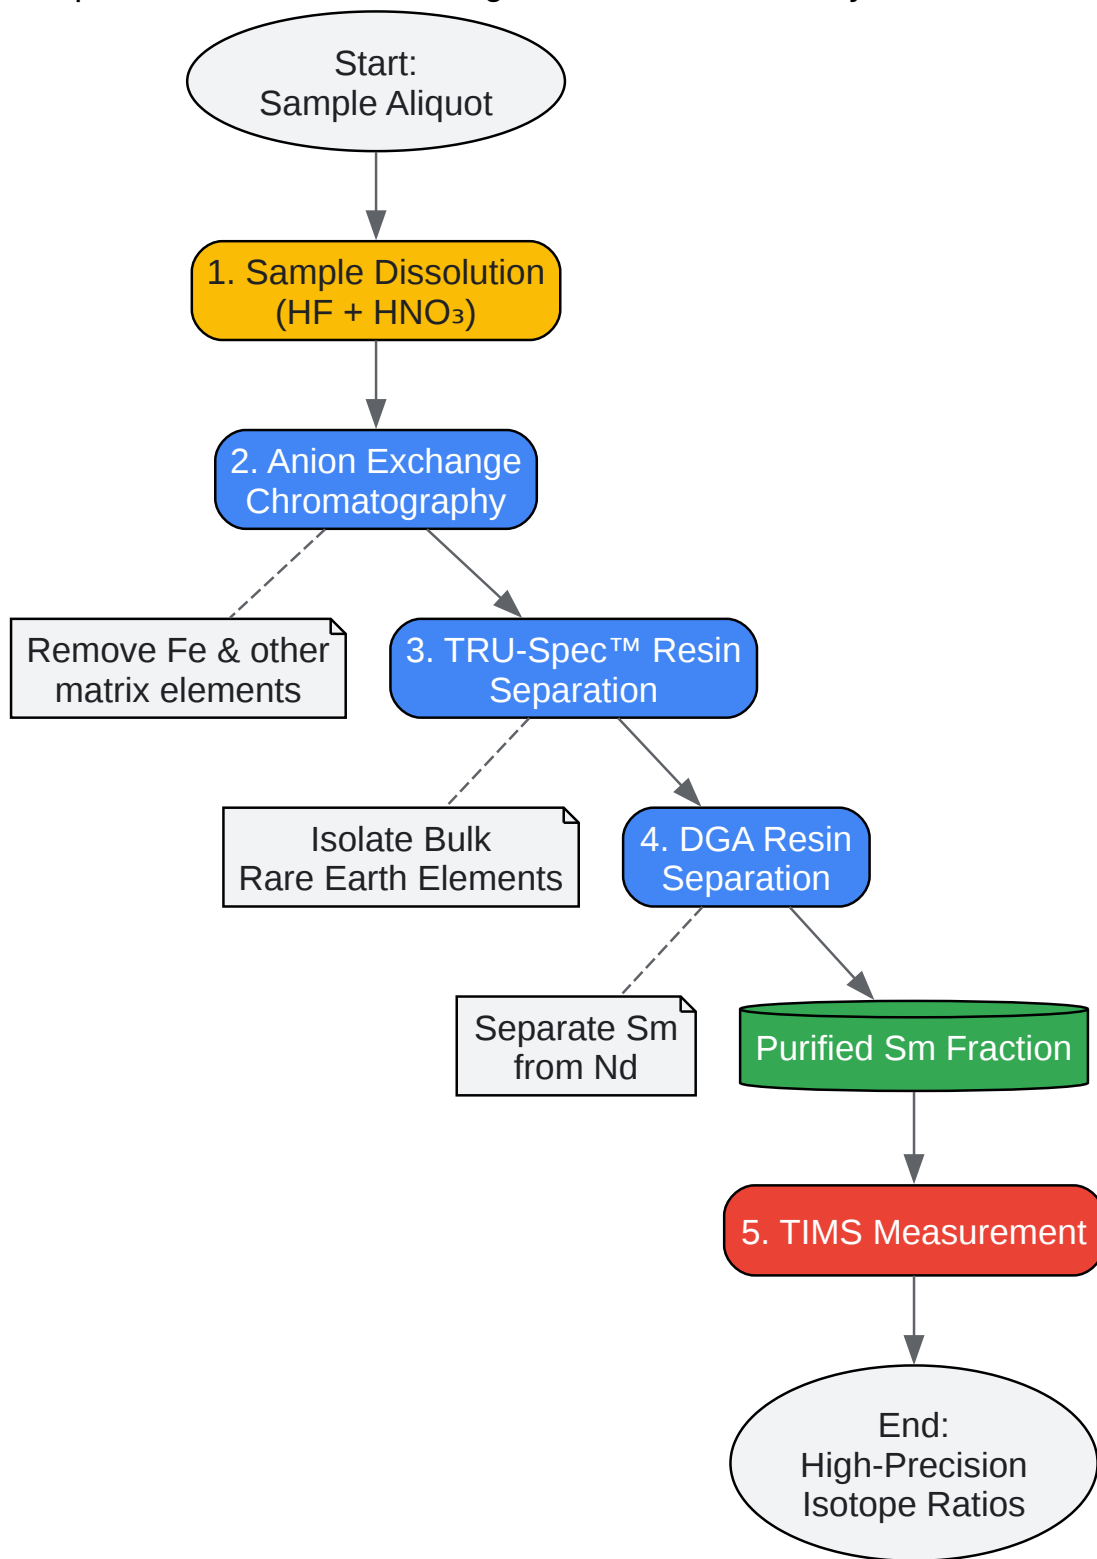 Start:
Sample Aliquot
1. Sample Dissolution
(HF + HNO₃)
2. Anion Exchange
Chromatography
Remove Fe & other
matrix elements
3. TRU-Spec™ Resin
Separation
Isolate Bulk
Rare Earth Elements
4. DGA Resin
Separation
Separate Sm
from Nd
Purified Sm Fraction
5. TIMS Measurement
End:
High-Precision
Isotope Ratios